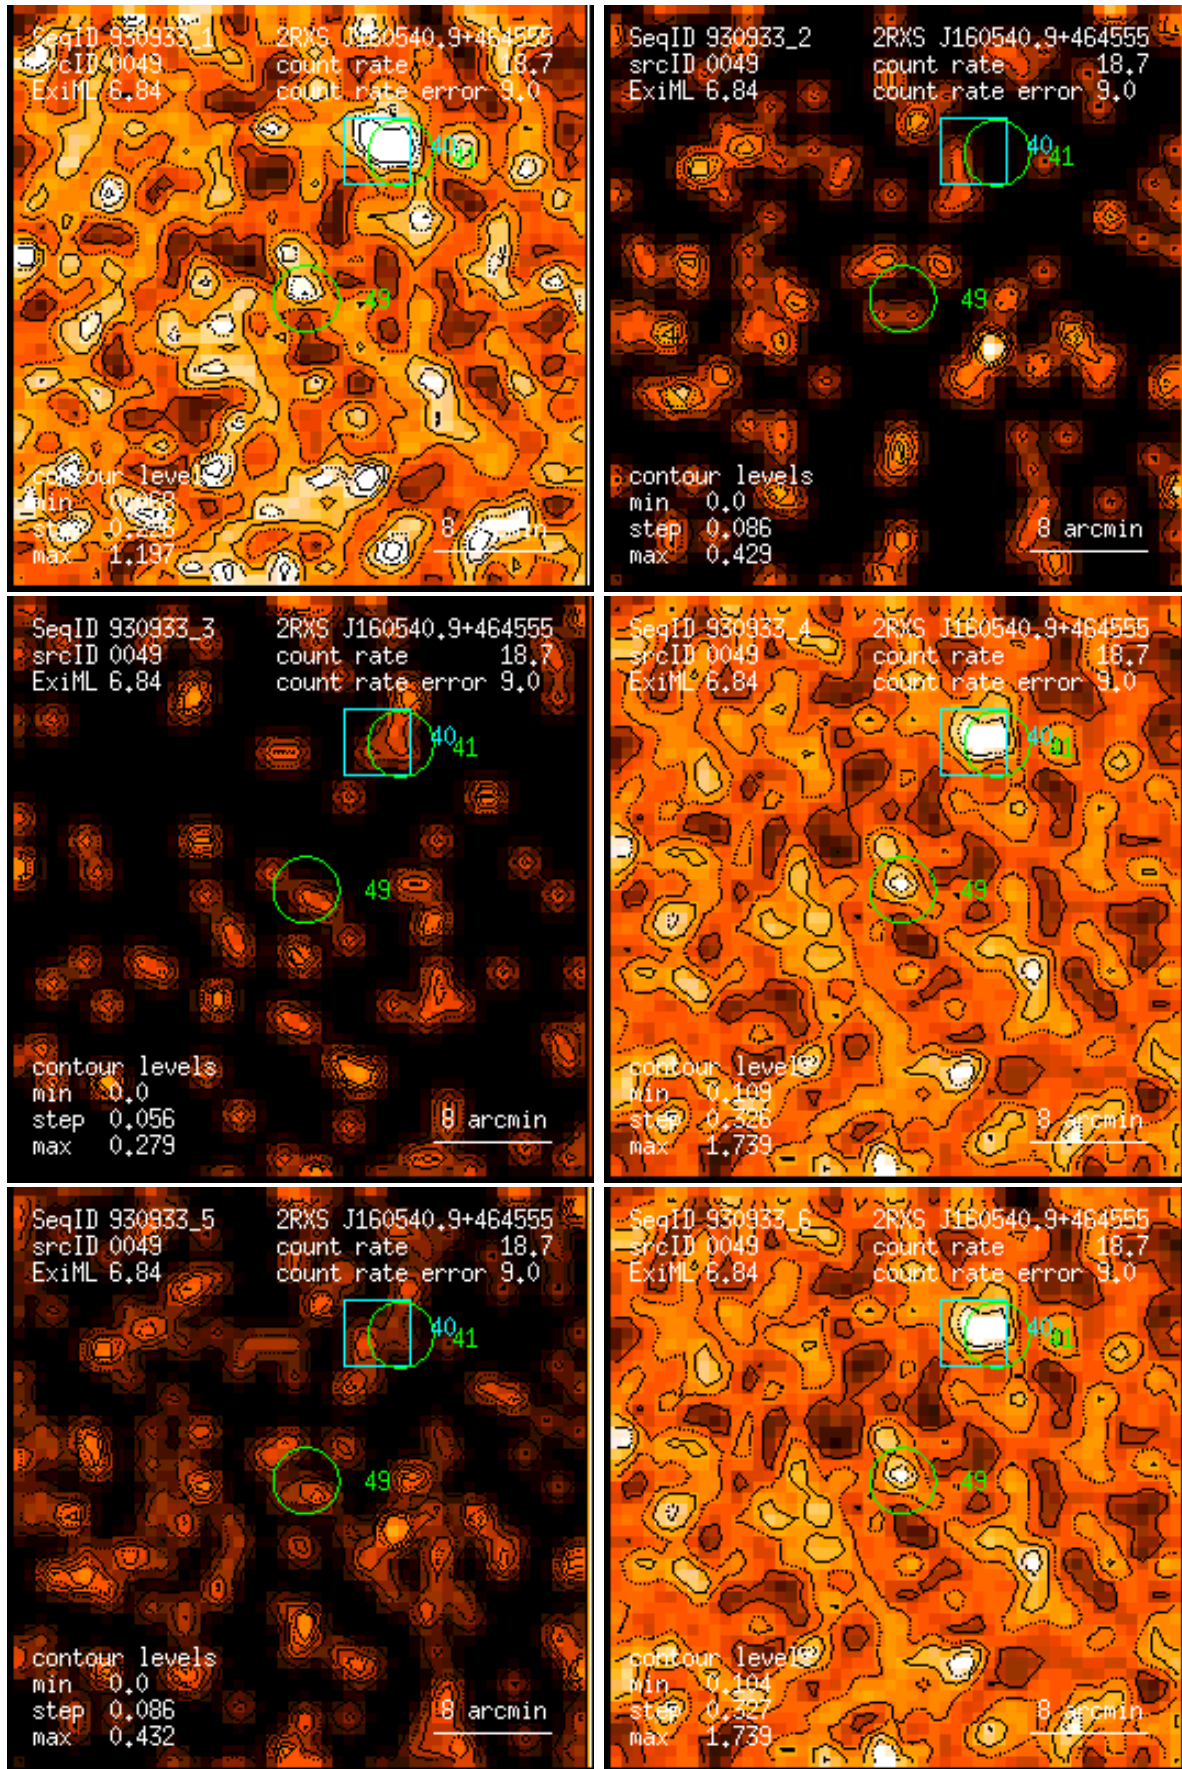 SeqID 930933_1 2RXS J160540.9+464555
srcID 0049 count rate 18.7
ExiML 6.84 count rate error 9.0
40 41
49
contour levels
min 0.068
step 0.226
max 1.197
8 arcmin
SeqID 930933_2 2RXS J160540.9+464555
srcID 0049 count rate 18.7
ExiML 6.84 count rate error 9.0
40 41
49
contour levels
min 0.0
step 0.086
max 0.429
8 arcmin
SeqID 930933_3 2RXS J160540.9+464555
srcID 0049 count rate 18.7
ExiML 6.84 count rate error 9.0
40 41
49
contour levels
min 0.0
step 0.056
max 0.279
8 arcmin
SeqID 930933_4 2RXS J160540.9+464555
srcID 0049 count rate 18.7
ExiML 6.84 count rate error 9.0
40 41
49
contour levels
min 0.109
step 0.326
max 1.739
8 arcmin
SeqID 930933_5 2RXS J160540.9+464555
srcID 0049 count rate 18.7
ExiML 6.84 count rate error 9.0
40 41
49
contour levels
min 0.0
step 0.086
max 0.432
8 arcmin
SeqID 930933_6 2RXS J160540.9+464555
srcID 0049 count rate 18.7
ExiML 6.84 count rate error 9.0
40 41
49
contour levels
min 0.104
step 0.327
max 1.739
8 arcmin